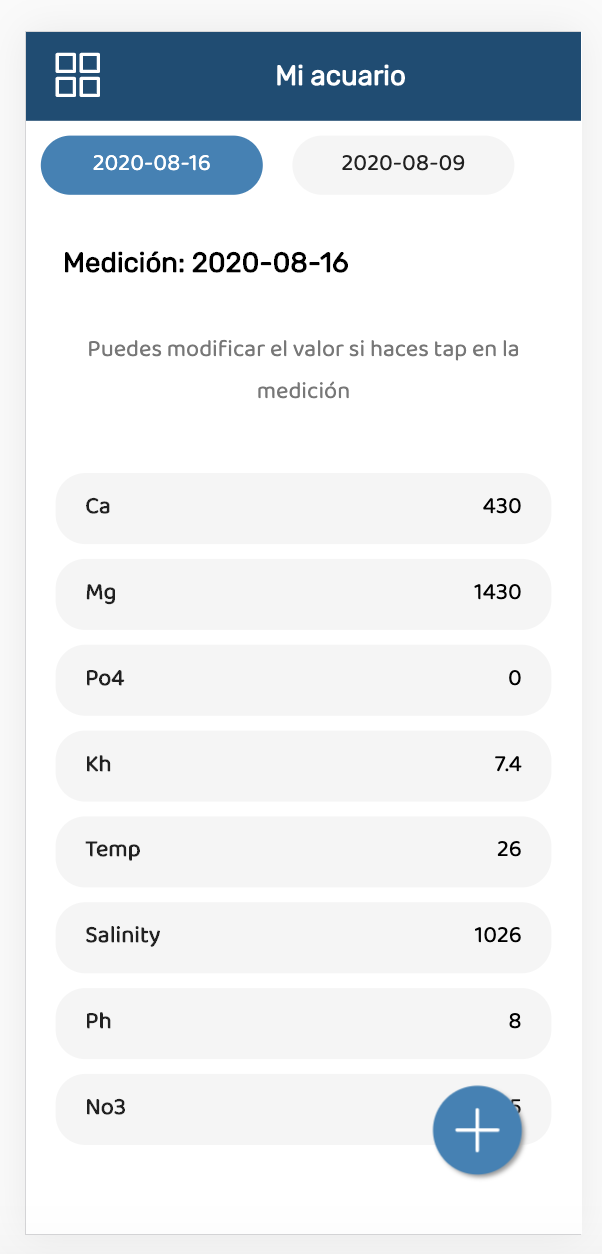 Mi acuario
2020-08-16 2020-08-09
Medición: 2020-08-16
Puedes modificar el valor si haces tap en la
medición
Ca 430
Mg 1430
Po4 0
Kh 7.4
Temp 26
Salinity 1026
Ph 8
No3